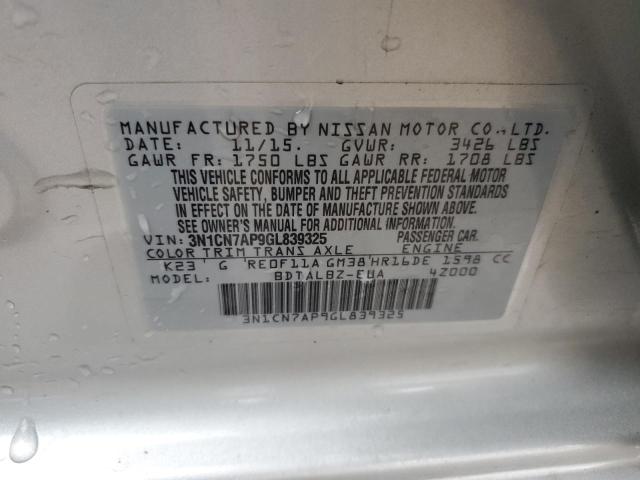 MANUFACTURED BY NISSAN MOTOR CO., LTD.
DATE: 11/15. GVWR: 3426 LBS
GAWR FR: 1750 LBS GAWR RR: 1708 LBS
THIS VEHICLE CONFORMS TO ALL APPLICABLE FEDERAL MOTOR
VEHICLE SAFETY, BUMPER AND THEFT PREVENTION STANDARDS
IN EFFECT ON THE DATE OF MANUFACTURE SHOWN ABOVE.
SEE OWNER'S MANUAL FOR ADDITIONAL INFORMATION.
VIN: 3N1CN7AP9GL839325 PASSENGER CAR.
COLOR TRIM TRANS AXLE ENGINE
K23 G RE0F11A GM38 HR16DE 1598 CC
MODEL: BDTALBZ-EUA 4Z000
3N1CN7AP9GL839325